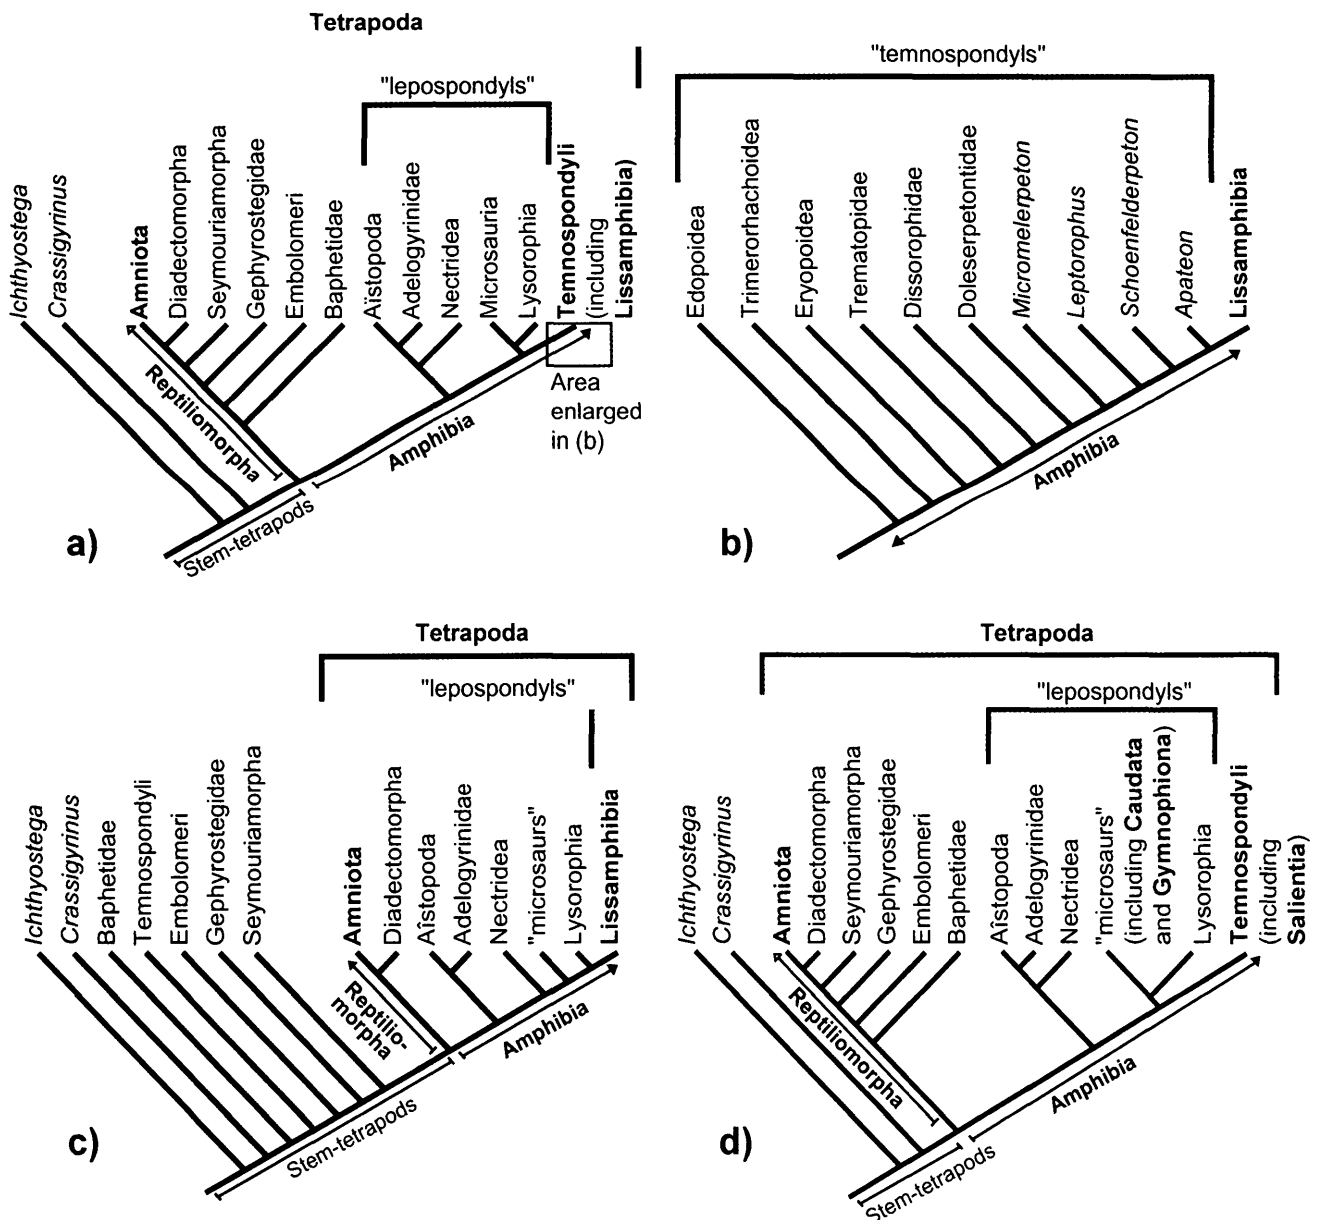 Tetrapoda
"lepospondyls"
Ichthyostega
Crassigyrinus
Amniota
Diadectomorpha
Seymouriamorpha
Gephyrostegidae
Embolomeri
Baphetidae
Aïstopoda
Adelogyrinidae
Nectridea
Microsauria
Lysorophia
Temnospondyli
(including
Lissamphibia)
Reptiliomorpha
Amphibia
Stem-tetrapods
Area
enlarged
in (b)
a)
"temnospondyls"
Edopoidea
Trimerorhachoidea
Eryopoidea
Trematopidae
Dissorophidae
Doleserpetontidae
Micromelerpeton
Leptorophus
Schoenfelderpeton
Apateon
Lissamphibia
Amphibia
b)
Tetrapoda
"lepospondyls"
Ichthyostega
Crassigyrinus
Baphetidae
Temnospondyli
Embolomeri
Gephyrostegidae
Seymouriamorpha
Amniota
Diadectomorpha
Aïstopoda
Adelogyrinidae
Nectridea
"microsaurs"
Lysorophia
Lissamphibia
Reptilio-
morpha
Amphibia
Stem-tetrapods
c)
Tetrapoda
"lepospondyls"
Ichthyostega
Crassigyrinus
Amniota
Diadectomorpha
Seymouriamorpha
Gephyrostegidae
Embolomeri
Baphetidae
Aïstopoda
Adelogyrinidae
Nectridea
"microsaurs"
(including Caudata
and Gymnophiona)
Lysorophia
Temnospondyli
(including
Salientia)
Reptiliomorpha
Amphibia
Stem-tetrapods
d)